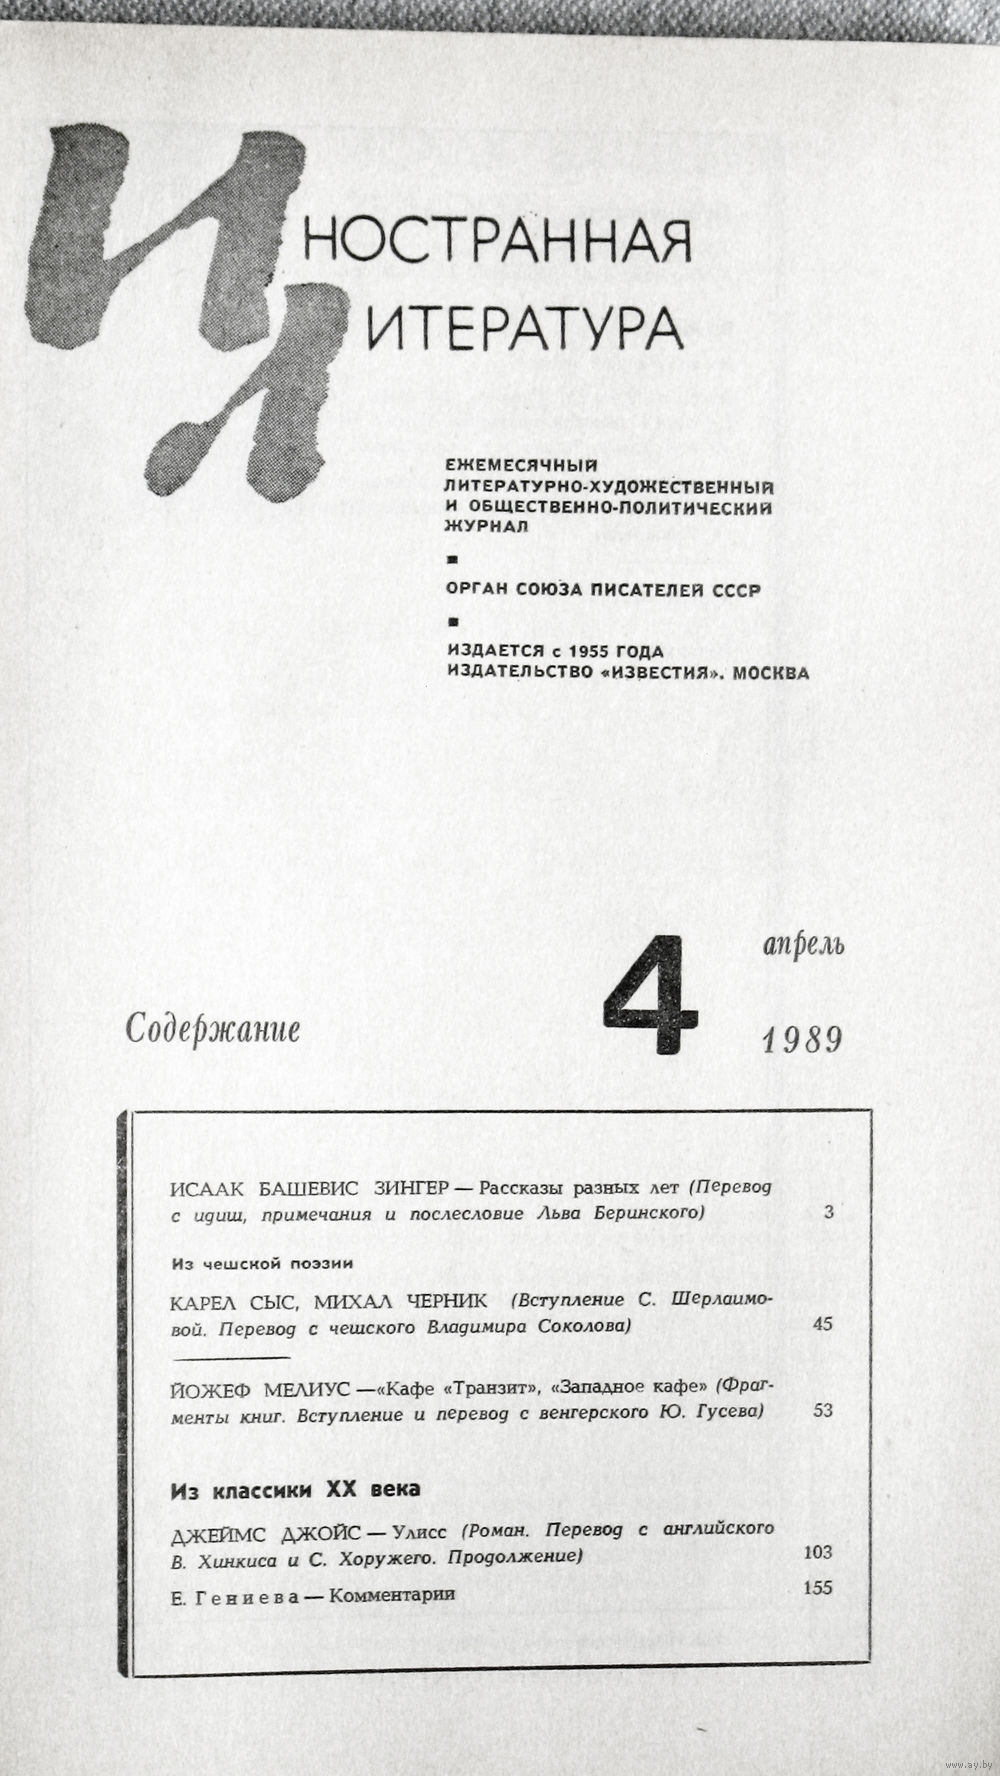 ИНОСТРАННАЯ
ЛИТЕРАТУРА
ЕЖЕМЕСЯЧНЫЙ
ЛИТЕРАТУРНО-ХУДОЖЕСТВЕННЫЙ
И ОБЩЕСТВЕННО-ПОЛИТИЧЕСКИЙ
ЖУРНАЛ
ОРГАН СОЮЗА ПИСАТЕЛЕЙ СССР
ИЗДАЕТСЯ с 1955 ГОДА
ИЗДАТЕЛЬСТВО «ИЗВЕСТИЯ». МОСКВА
4 апрель
1989
Содержание
ИСААК БАШЕВИС ЗИНГЕР — Рассказы разных лет (Перевод
с идиш, примечания и послесловие Льва Беринского) 3
Из чешской поэзии
КАРЕЛ СЫС, МИХАЛ ЧЕРНИК (Вступление С. Шерлаимо-
вой. Перевод с чешского Владимира Соколова) 45
ЙОЖЕФ МЕЛИУС —«Кафе «Транзит», «Западное кафе» (Фраг-
менты книг. Вступление и перевод с венгерского Ю. Гусева) 53
Из классики XX века
ДЖЕЙМС ДЖОЙС — Улисс (Роман. Перевод с английского
В. Хинкиса и С. Хоружего. Продолжение) 103
Е. Гениева — Комментарии 155
www.ay.by